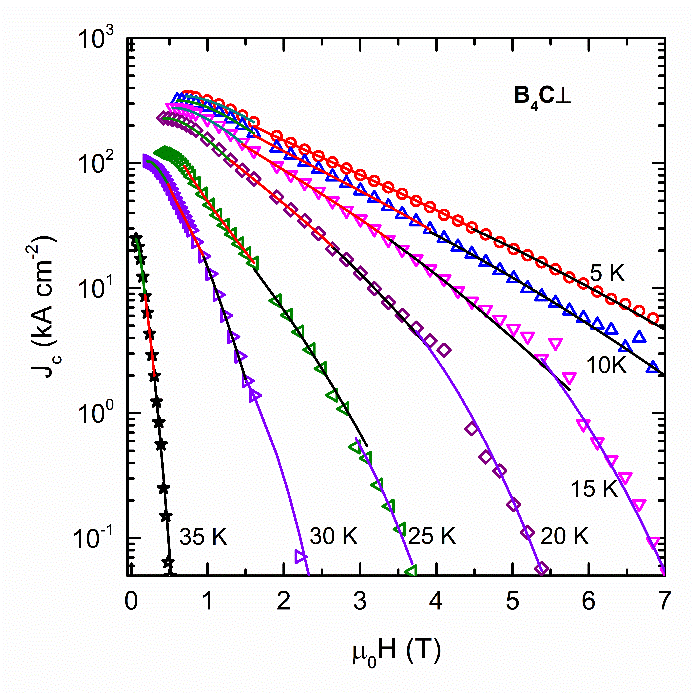 10³
B₄C⊥
10²
10¹
10⁰
10⁻¹
J_c (kA cm⁻²)
5 K
10K
15 K
20 K
25 K
30 K
35 K
0 1 2 3 4 5 6 7
μ₀H (T)